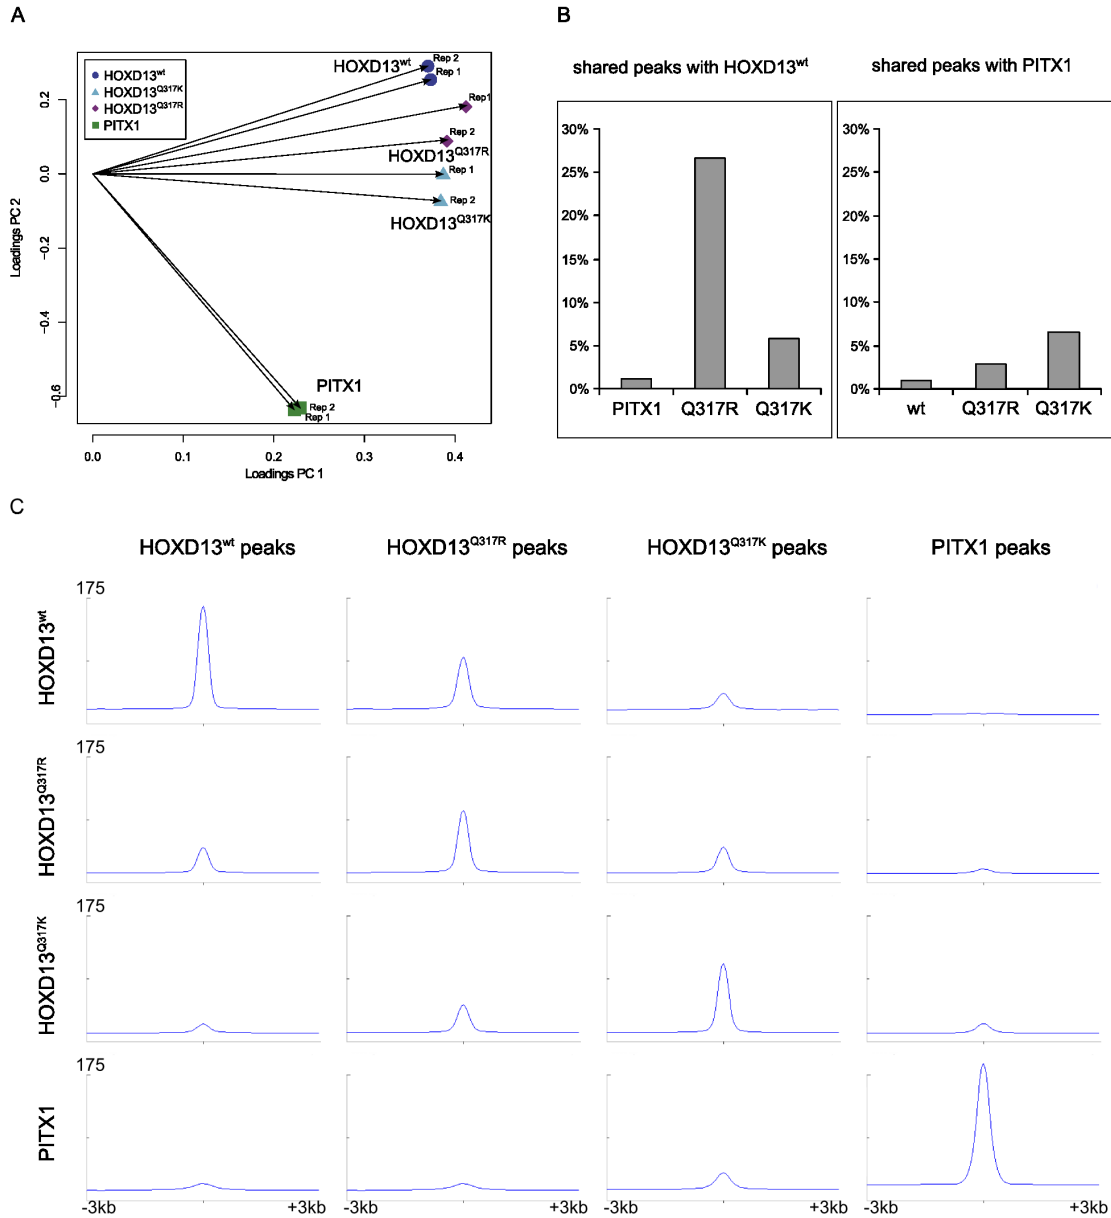 A
HOXD13wt
HOXD13Q317K
HOXD13Q317R
PITX1
HOXD13wt
Rep 2
Rep 1
Rep1
Rep 2
HOXD13Q317R
Rep 1
Rep 2
HOXD13Q317K
PITX1
Rep 2
Rep 1
0.2
0.0
−0.2
−0.4
−0.6
Loadings PC 2
0.0 0.1 0.2 0.3 0.4
Loadings PC 1
B
shared peaks with HOXD13wt
30%
25%
20%
15%
10%
5%
0%
PITX1 Q317R Q317K
shared peaks with PITX1
30%
25%
20%
15%
10%
5%
0%
wt Q317R Q317K
C
HOXD13wt peaks HOXD13Q317R peaks HOXD13Q317K peaks PITX1 peaks
175
HOXD13wt
175
HOXD13Q317R
175
HOXD13Q317K
175
PITX1
-3kb +3kb -3kb +3kb -3kb +3kb -3kb +3kb